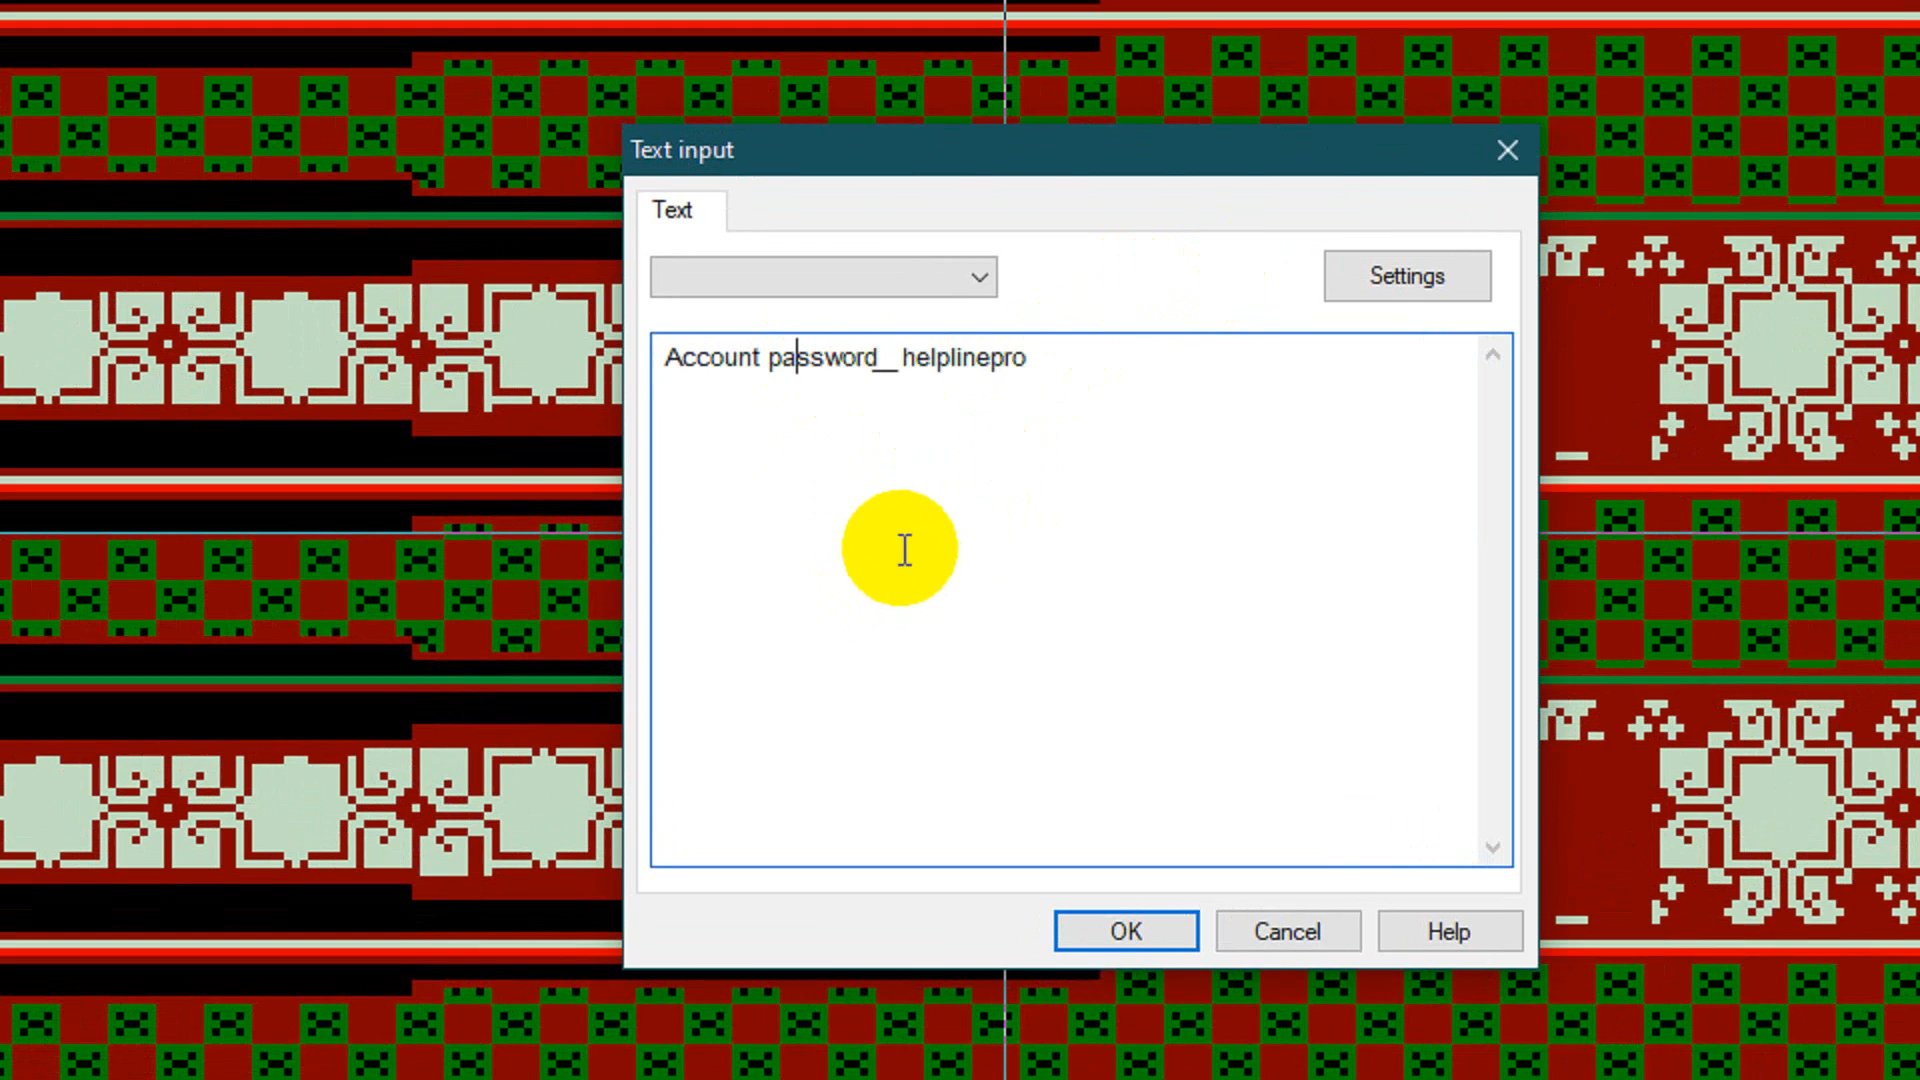 Text input
Text
Settings
Account password__helplinepro
OK
Cancel
Help